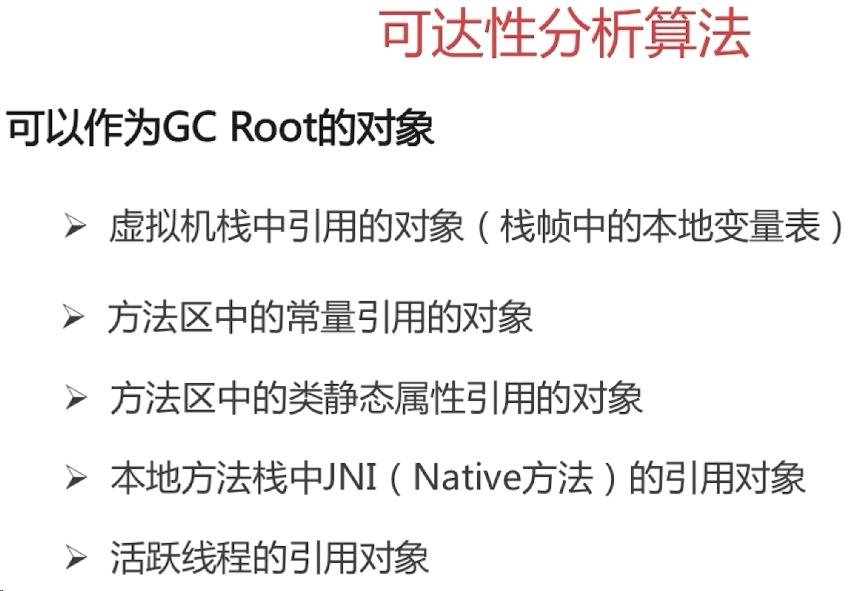 可达性分析算法
可以作为GC Root的对象
➢ 虚拟机栈中引用的对象（栈帧中的本地变量表）
➢ 方法区中的常量引用的对象
➢ 方法区中的类静态属性引用的对象
➢ 本地方法栈中JNI（Native方法）的引用对象
➢ 活跃线程的引用对象